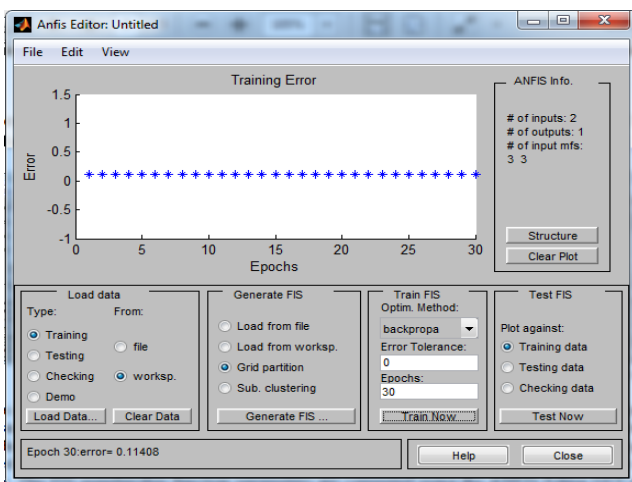 Anfis Editor: Untitled
File Edit View
Training Error
1.5
1
0.5
0
-0.5
-1
Error
0 5 10 15 20 25 30
Epochs
ANFIS Info.
# of inputs: 2
# of outputs: 1
# of input mfs:
3 3
Structure
Clear Plot
Load data
Type: From:
Training
Testing
Checking
Demo
file
worksp.
Load Data... Clear Data
Generate FIS
Load from file
Load from worksp.
Grid partition
Sub. clustering
Generate FIS ...
Train FIS
Optim. Method:
backpropa
Error Tolerance:
0
Epochs:
30
Train Now
Test FIS
Plot against:
Training data
Testing data
Checking data
Test Now
Epoch 30:error= 0.11408
Help Close